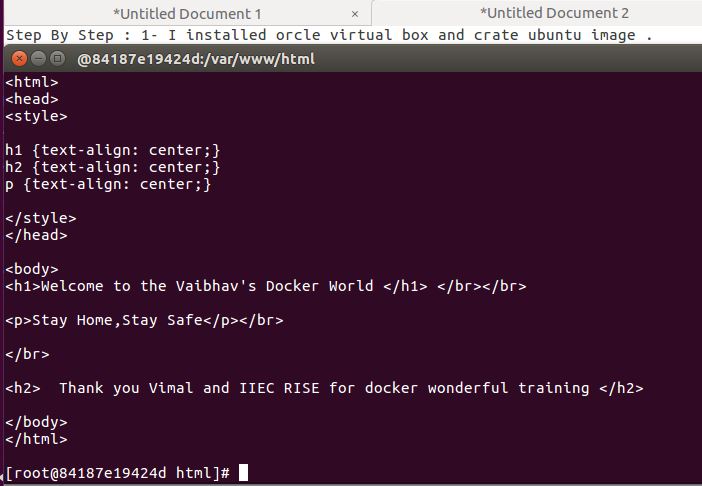 *Untitled Document 1 × *Untitled Document 2
Step By Step : 1- I installed orcle virtual box and crate ubuntu image .
@84187e19424d:/var/www/html
<html>
<head>
<style>
h1 {text-align: center;}
h2 {text-align: center;}
p {text-align: center;}
</style>
</head>
<body>
<h1>Welcome to the Vaibhav's Docker World </h1> </br></br>
<p>Stay Home,Stay Safe</p></br>
</br>
<h2>  Thank you Vimal and IIEC RISE for docker wonderful training </h2>
</body>
</html>
[root@84187e19424d html]#